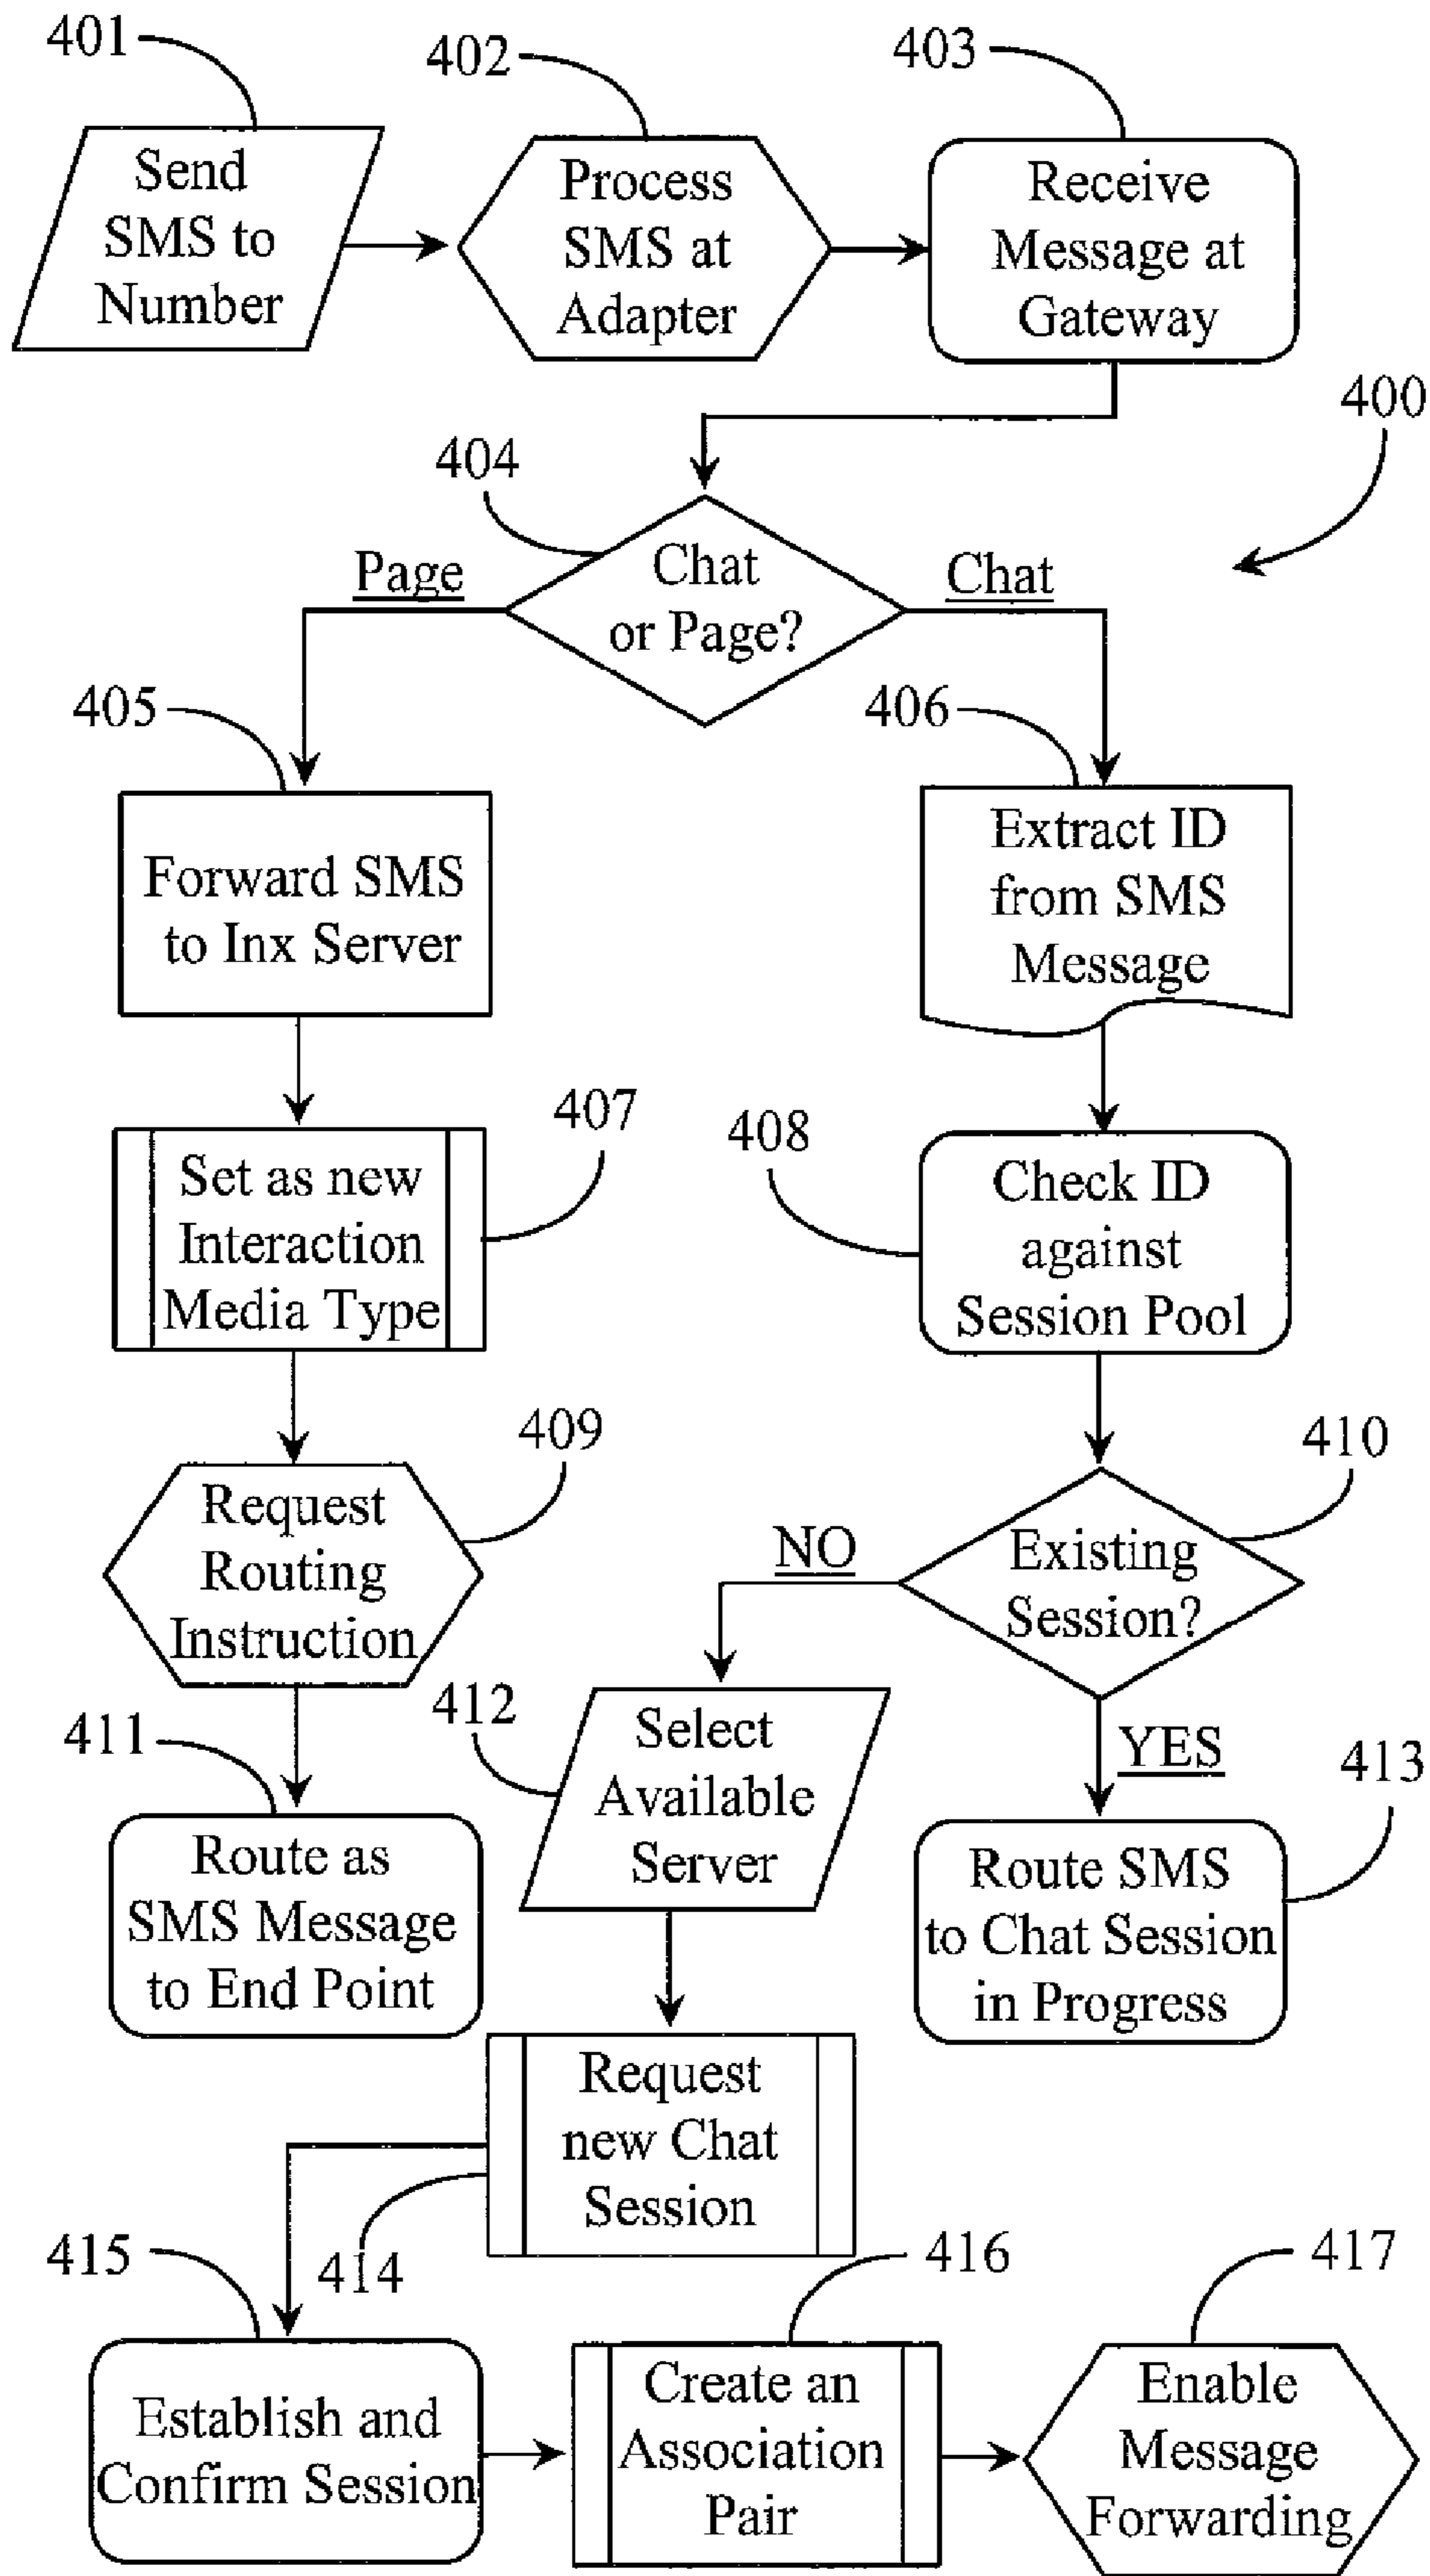 401
402
403
Send
SMS to
Number
Process
SMS at
Adapter
Receive
Message at
Gateway
400
404
Page
Chat
or Page?
Chat
405
406
Forward SMS
to Inx Server
Extract ID
from SMS
Message
407
408
Set as new
Interaction
Media Type
Check ID
against
Session Pool
409
410
Request
Routing
Instruction
NO
Existing
Session?
411
412
YES
413
Route as
SMS Message
to End Point
Select
Available
Server
Route SMS
to Chat Session
in Progress
Request
new Chat
Session
414
415
416
417
Establish and
Confirm Session
Create an
Association
Pair
Enable
Message
Forwarding